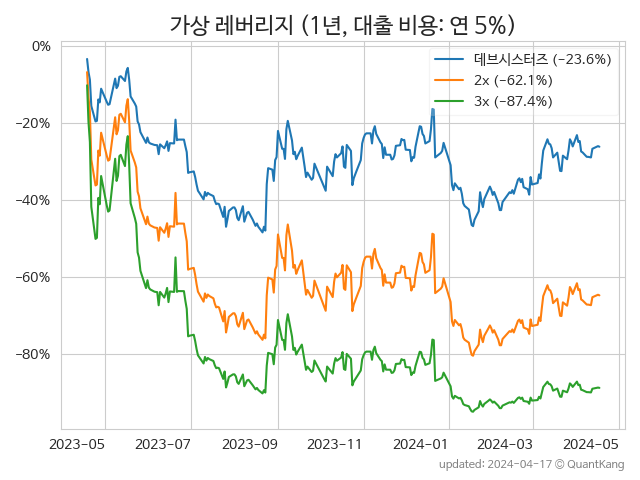 가상 레버리지 (1년, 대출 비용: 연 5%)
데브시스터즈 (−23.6%)
2x (−62.1%)
3x (−87.4%)
0%
−20%
−40%
−60%
−80%
2023-05 2023-07 2023-09 2023-11 2024-01 2024-03 2024-05
updated: 2024-04-17 © QuantKang